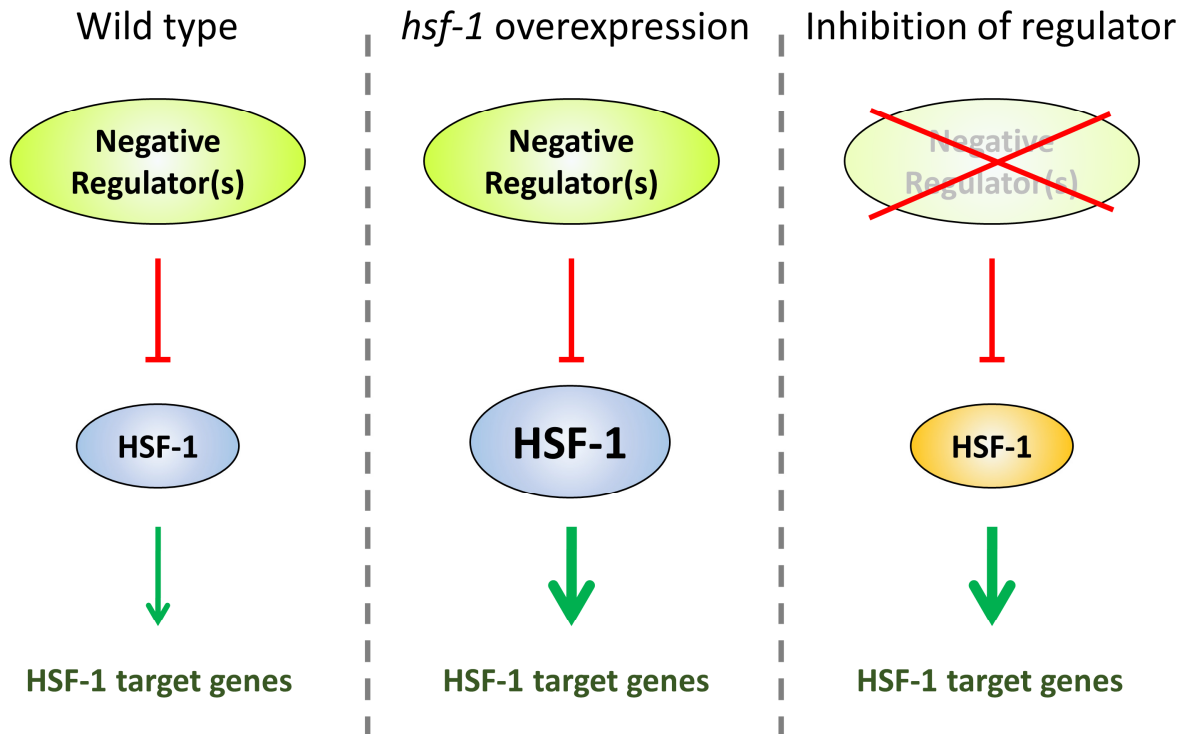 Wild type
Negative
Regulator(s)
HSF-1
HSF-1 target genes
hsf-1 overexpression
Negative
Regulator(s)
HSF-1
HSF-1 target genes
Inhibition of regulator
Negative
Regulator(s)
HSF-1
HSF-1 target genes